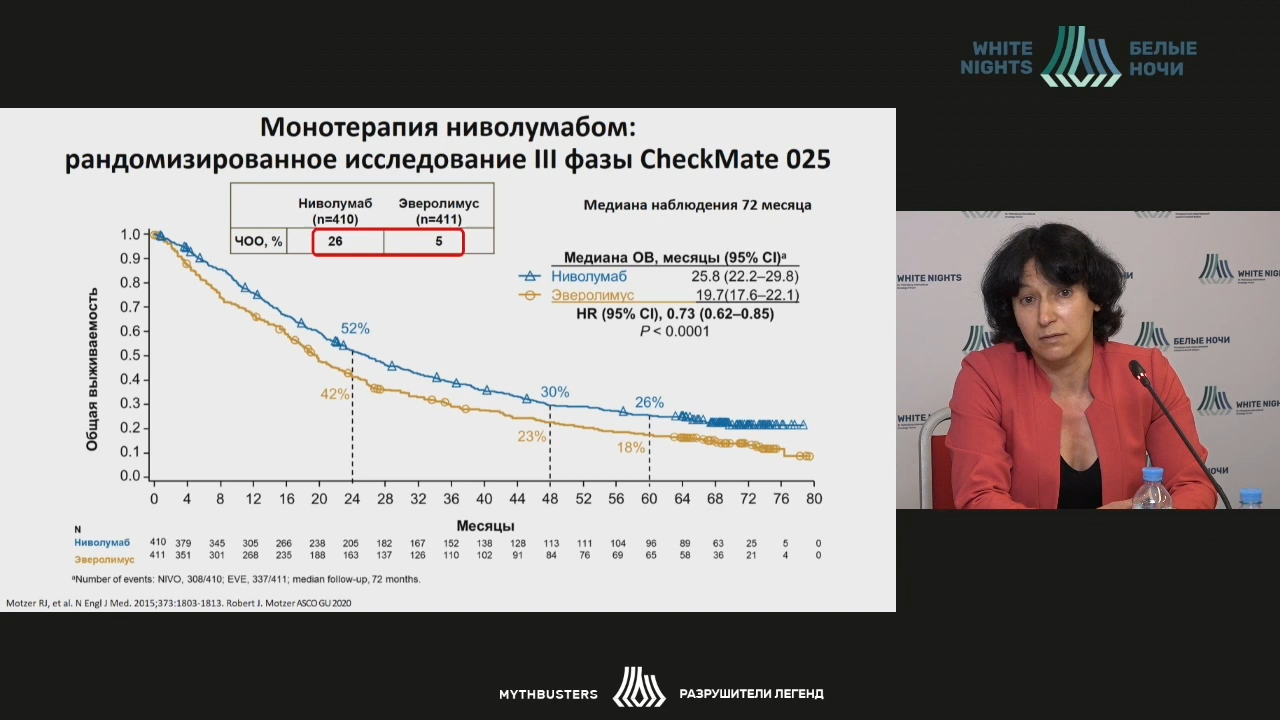 WHITE
NIGHTS
БЕЛЫЕ
НОЧИ
Монотерапия ниволумабом:
рандомизированное исследование III фазы CheckMate 025
Ниволумаб Эверолимус
(n=410) (n=411)
ЧОО, % 26 5
Медиана наблюдения 72 месяца
Медиана ОВ, месяцы (95% CI)ᵃ
Ниволумаб 25.8 (22.2–29.8)
Эверолимус 19.7(17.6–22.1)
HR (95% CI), 0.73 (0.62–0.85)
P < 0.0001
Общая выживаемость
1.0
0.9
0.8
0.7
0.6
0.5
0.4
0.3
0.2
0.1
0.0
52%
42%
30%
23%
26%
18%
0 4 8 12 16 20 24 28 32 36 40 44 48 52 56 60 64 68 72 76 80
Месяцы
N
Ниволумаб 410 379 345 305 266 238 205 182 167 152 138 128 113 111 104 96 89 63 25 5 0
Эверолимус 411 351 301 268 235 188 163 137 126 110 102 91 84 76 69 65 58 36 21 4 0
ᵃNumber of events: NIVO, 308/410; EVE, 337/411; median follow-up, 72 months.
Motzer RJ, et al. N Engl J Med. 2015;373:1803-1813. Robert J. Motzer ASCO GU 2020
WHITE NIGHTS
НОЧИ
WHITE NIGH
БЕЛЫЕ НОЧИ
WHITE NIGH
WHITE N
НОЧИ
MYTHBUSTERS
РАЗРУШИТЕЛИ ЛЕГЕНД